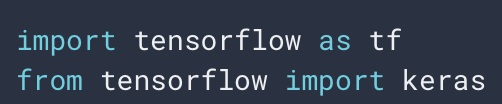 import tensorflow as tf
from tensorflow import keras